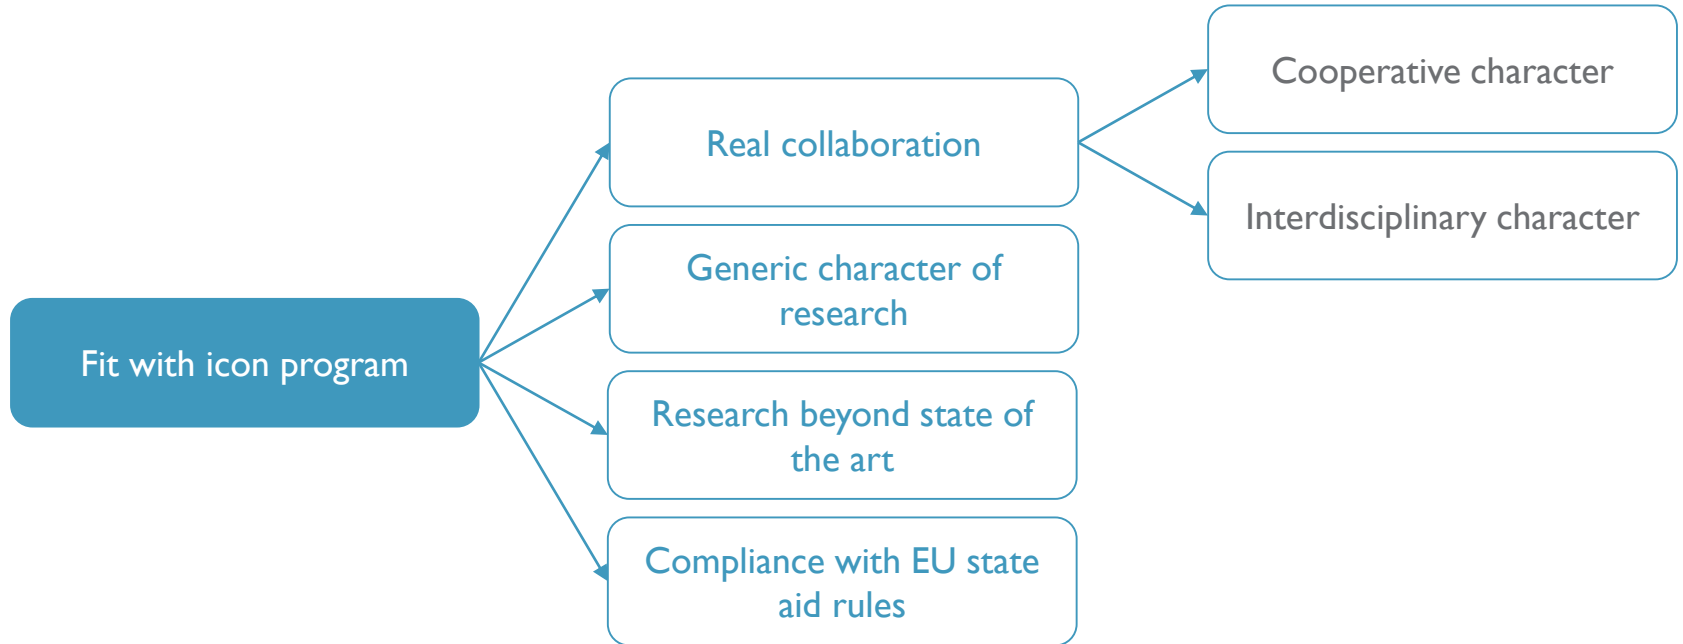 Cooperative character
Real collaboration
Interdisciplinary character
Generic character of
research
Fit with icon program
Research beyond state of
the art
Compliance with EU state
aid rules